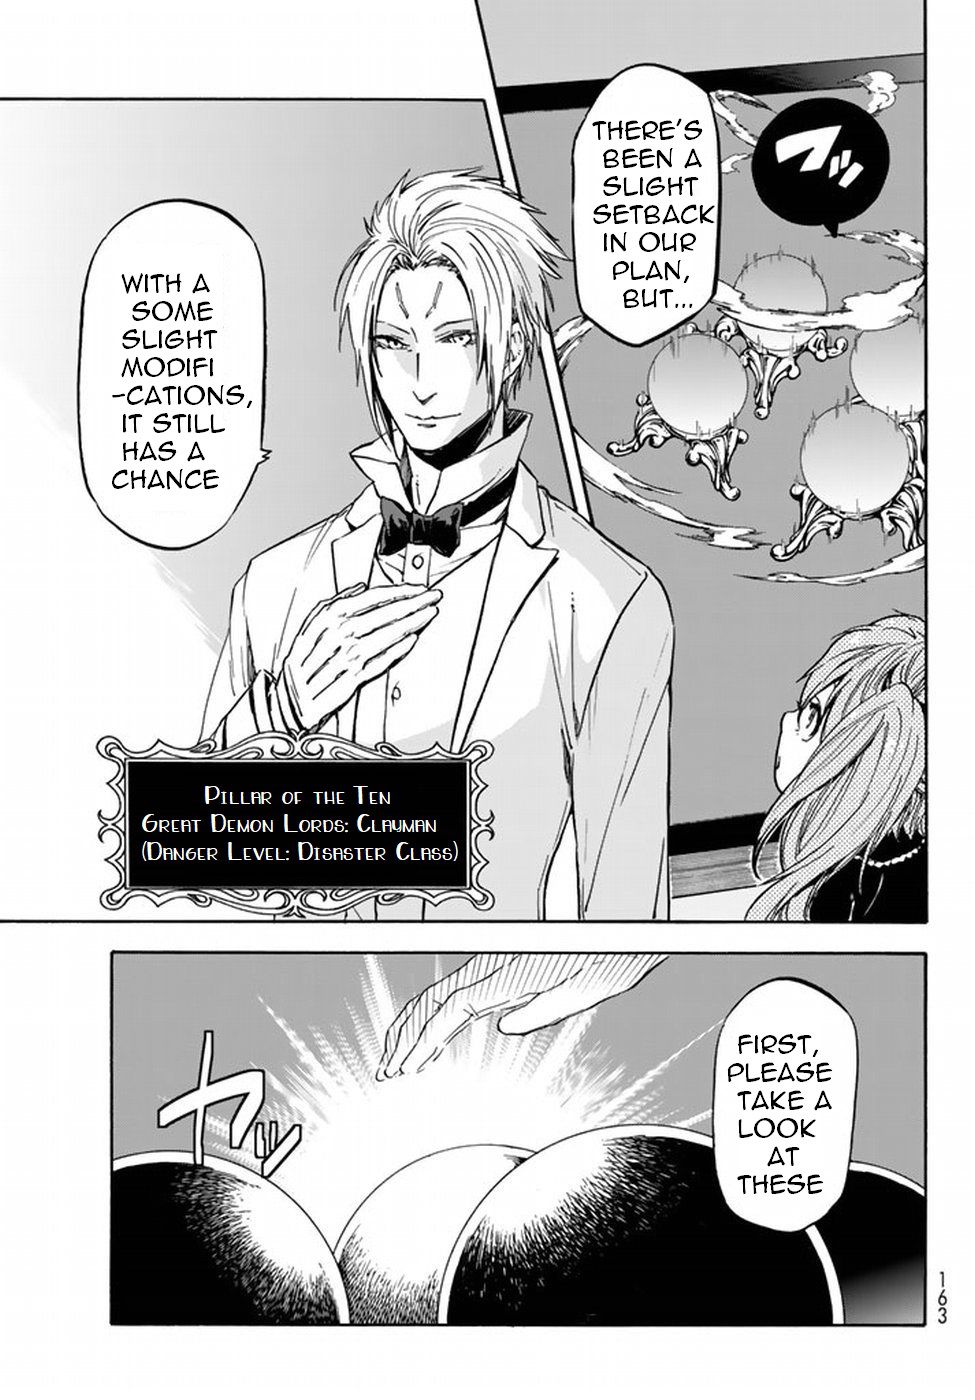 THERE'S
BEEN A
SLIGHT
SETBACK
IN OUR
PLAN,
BUT...
マッ
WITH A
SOME
SLIGHT
MODIFI
-CATIONS,
IT STILL
HAS A
CHANCE
PILLAR OF THE TEN
GREAT DEMON LORDS: CLAYMAN
(DANGER LEVEL: DISASTER CLASS)
FIRST,
PLEASE
TAKE A
LOOK
AT
THESE
カッ
163